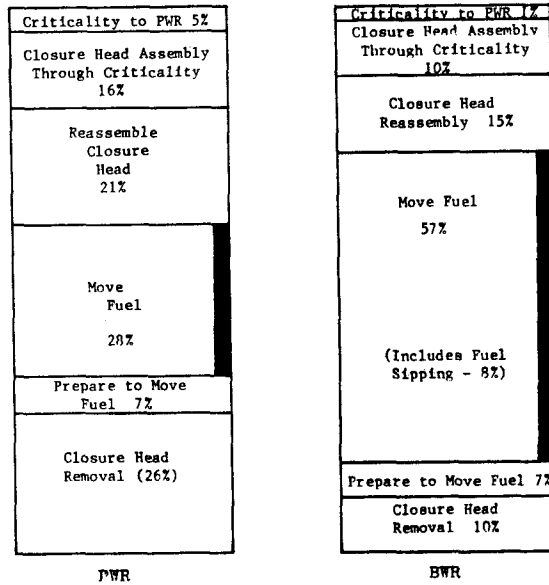 Criticality to PWR 5%
Closure Head Assembly
Through Criticality
16%
Reassemble
Closure
Head
21%
Move
Fuel
28%
Prepare to Move
Fuel 7%
Closure Head
Removal (26%)
PWR
Criticality to PWR 1%
Closure Head Assembly
Through Criticality
10%
Closure Head
Reassembly 15%
Move Fuel
57%
(Includes Fuel
Sipping - 8%)
Prepare to Move Fuel 7%
Closure Head
Removal 10%
BWR